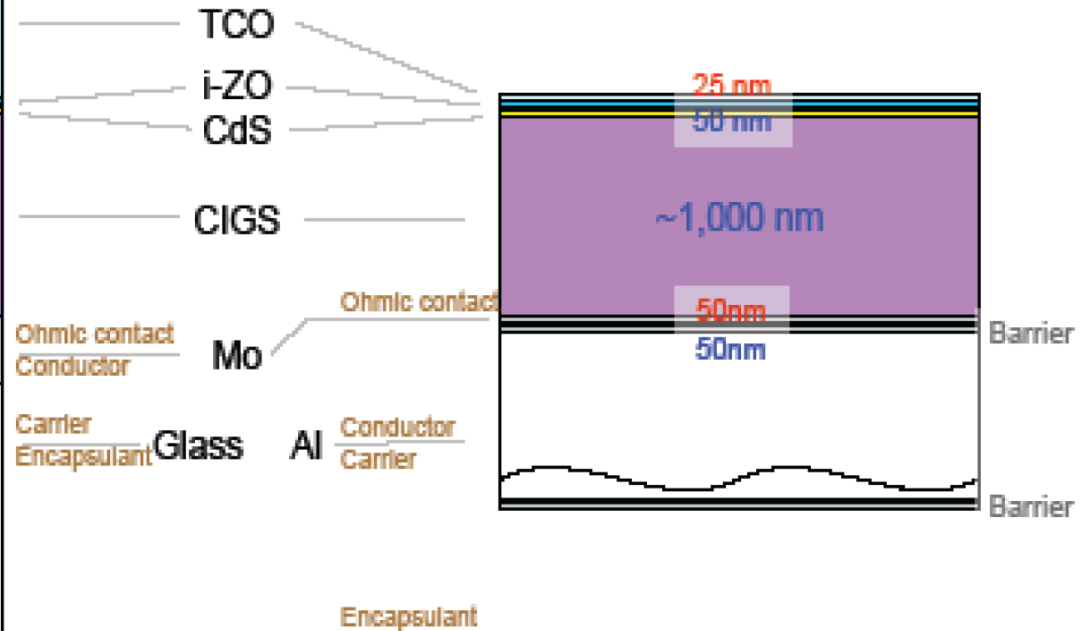 TCO
i-ZO
25 nm
CdS
50 nm
CIGS
~1,000 nm
Ohmic contact
50nm
Ohmic contact
Conductor
Mo
50nm
Barrier
Carrier
Encapsulant
Glass
Al
Conductor
Carrier
Barrier
Encapsulant